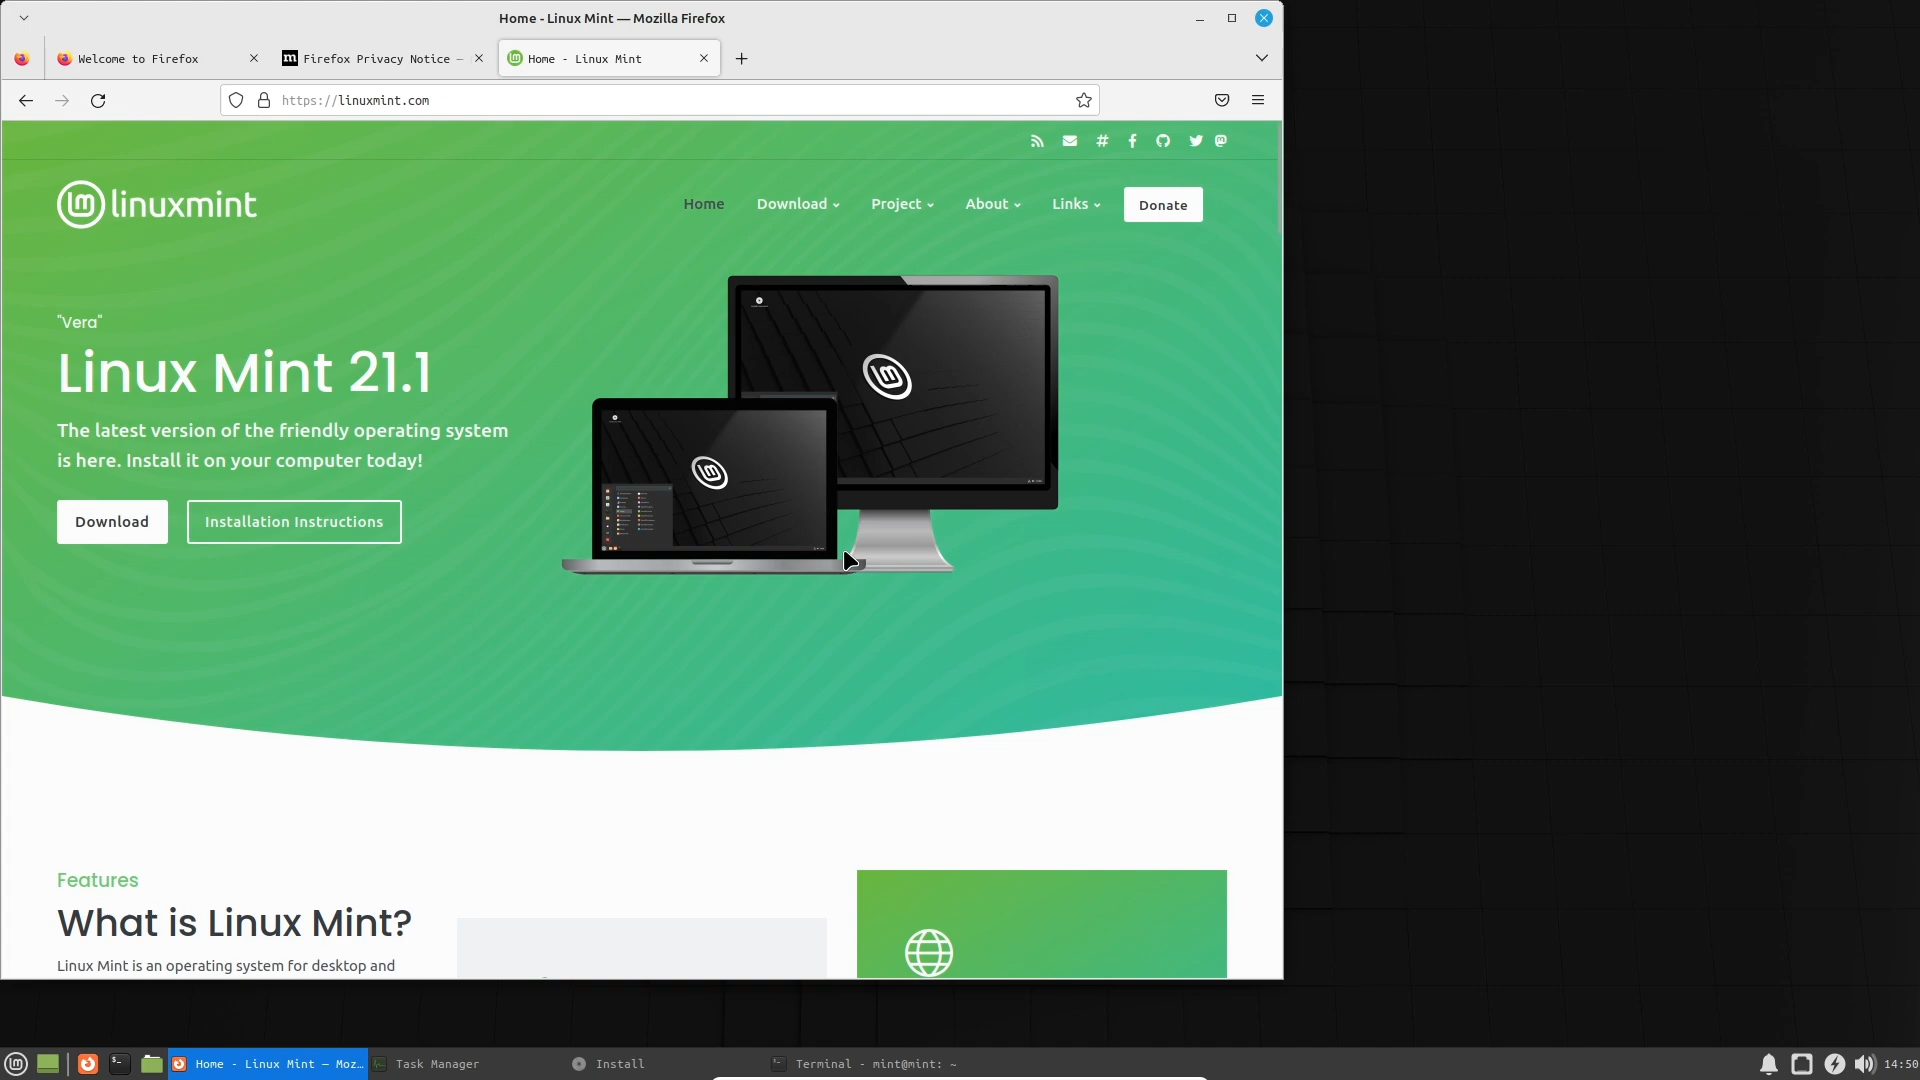 Home - Linux Mint — Mozilla Firefox
Welcome to Firefox
Firefox Privacy Notice —
Home - Linux Mint
https://linuxmint.com
linuxmint
Home
Download
Project
About
Links
Donate
"Vera"
Linux Mint 21.1
The latest version of the friendly operating system
is here. Install it on your computer today!
Download
Installation Instructions
Features
What is Linux Mint?
Linux Mint is an operating system for desktop and
Home - Linux Mint — Moz…
Task Manager
Install
Terminal - mint@mint: ~
14:50